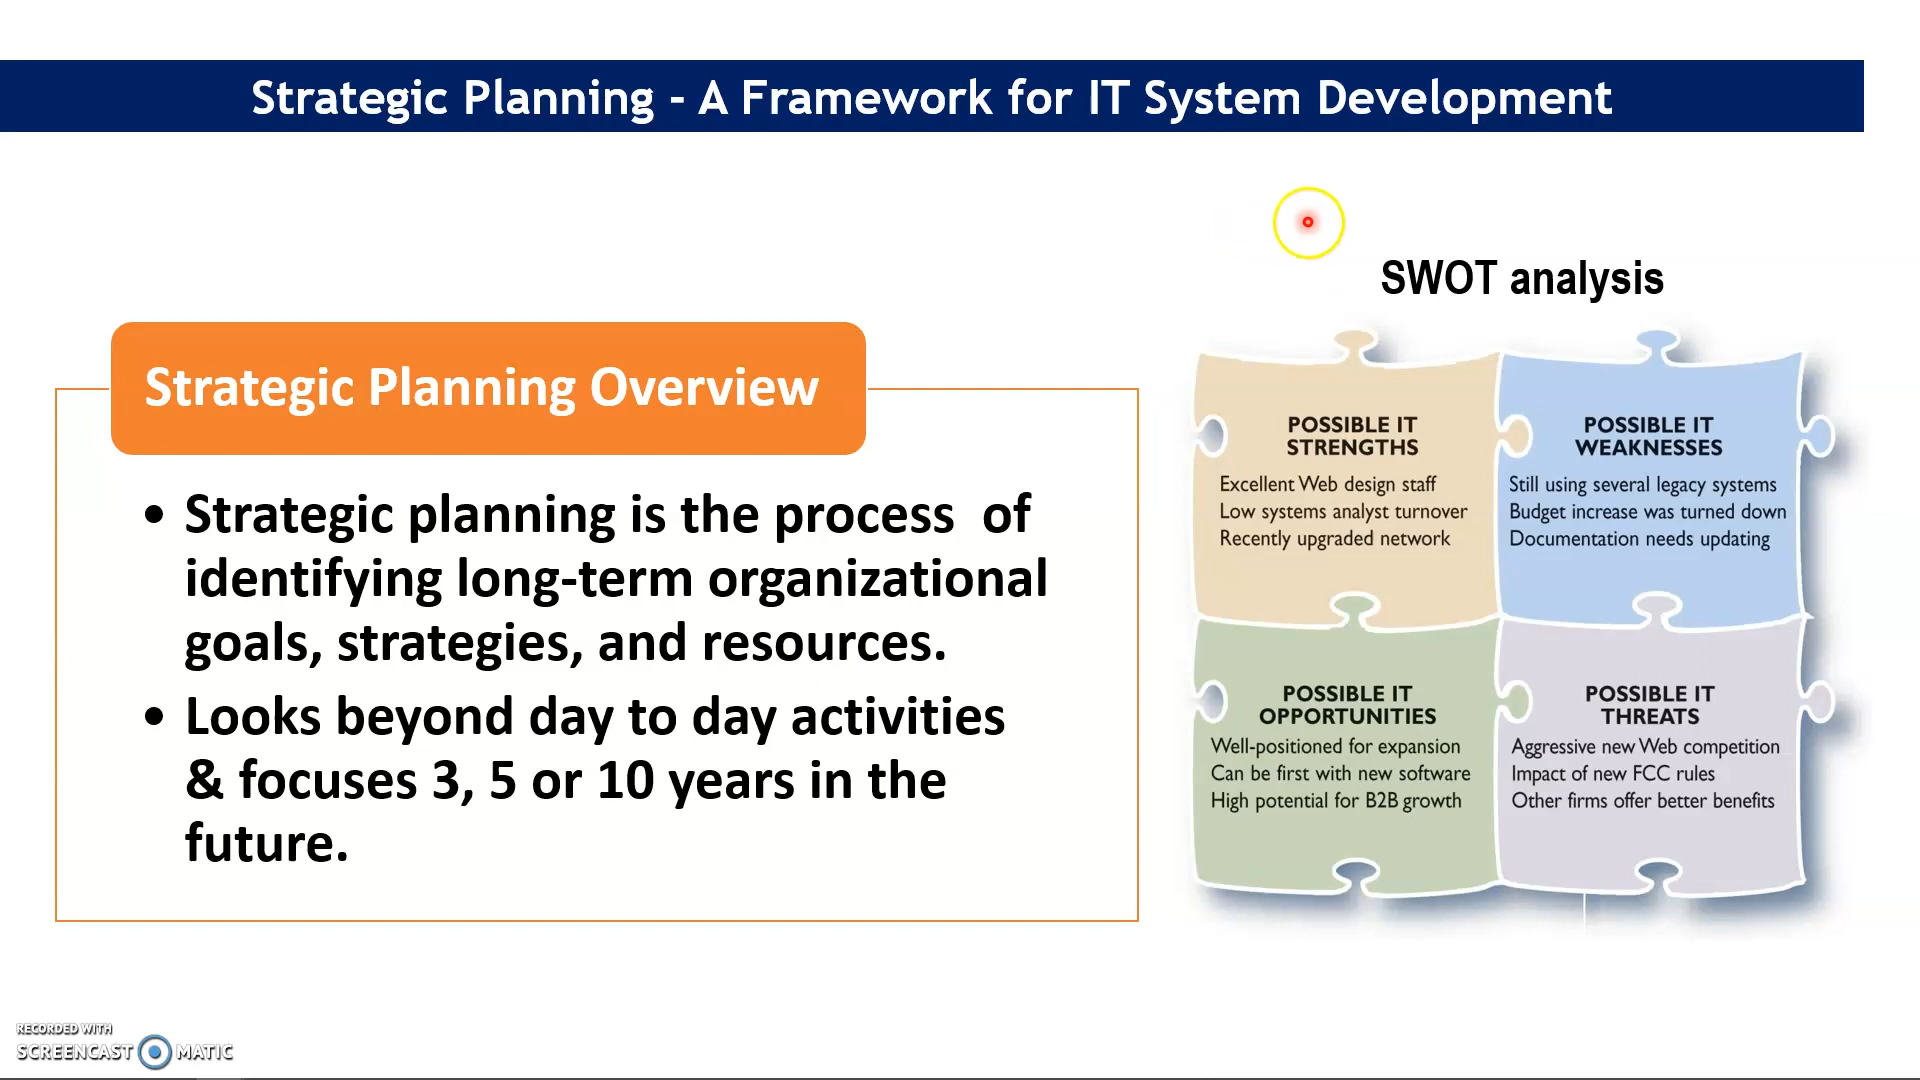 Strategic Planning - A Framework for IT System Development
Strategic Planning Overview
• Strategic planning is the process of
identifying long-term organizational
goals, strategies, and resources.
• Looks beyond day to day activities
& focuses 3, 5 or 10 years in the
future.
SWOT analysis
POSSIBLE IT
STRENGTHS
Excellent Web design staff
Low systems analyst turnover
Recently upgraded network
POSSIBLE IT
WEAKNESSES
Still using several legacy systems
Budget increase was turned down
Documentation needs updating
POSSIBLE IT
OPPORTUNITIES
Well-positioned for expansion
Can be first with new software
High potential for B2B growth
POSSIBLE IT
THREATS
Aggressive new Web competition
Impact of new FCC rules
Other firms offer better benefits
RECORDED WITH
SCREENCAST MATIC